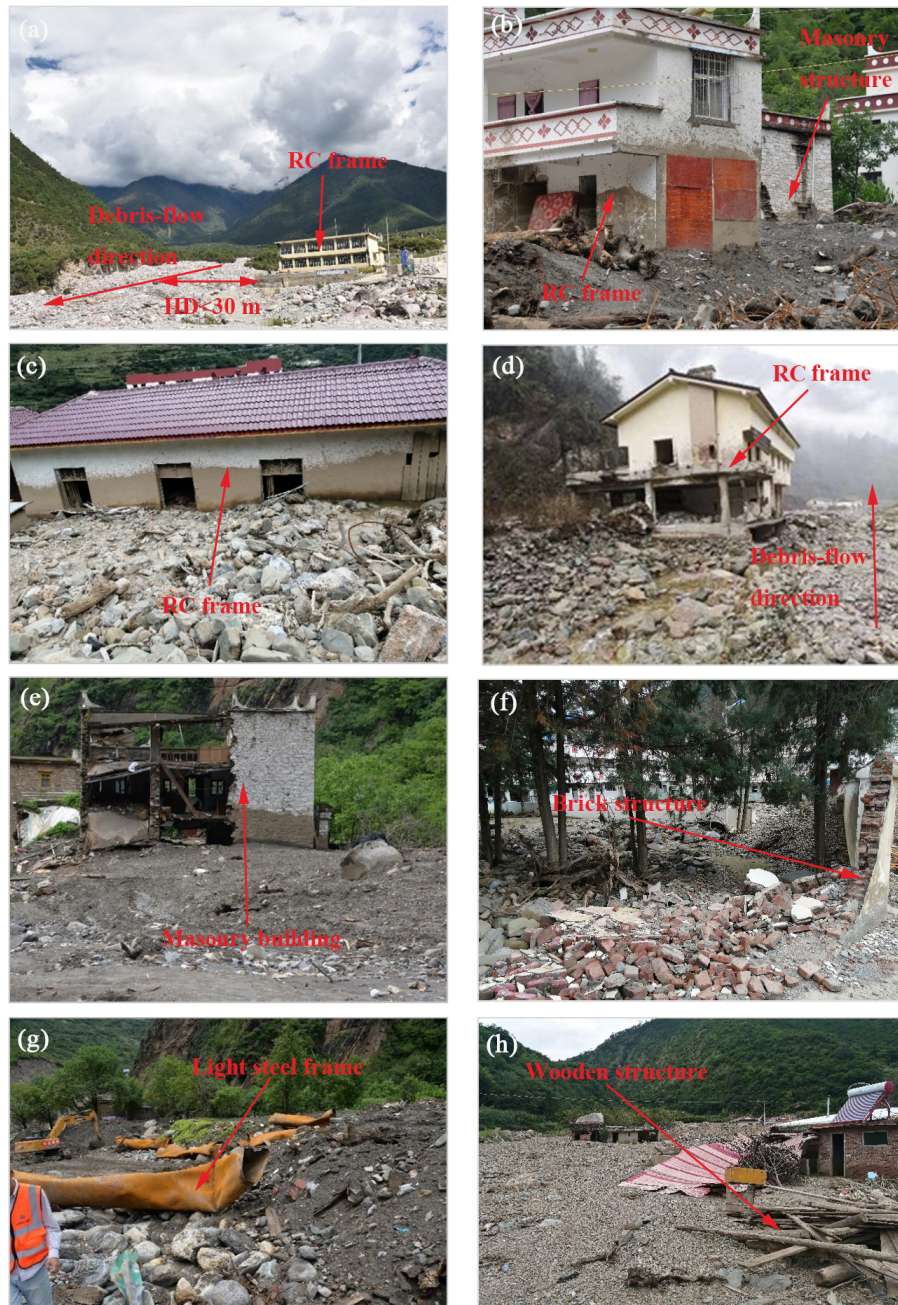 (a)
RC frame
Debris-flow
direction
HD<30 m
(b)
Masonry
structure
RC frame
(c)
RC frame
(d)
RC frame
Debris-flow
direction
(e)
Masonry building
(f)
Brick structure
(g)
Light steel frame
(h)
Wooden structure